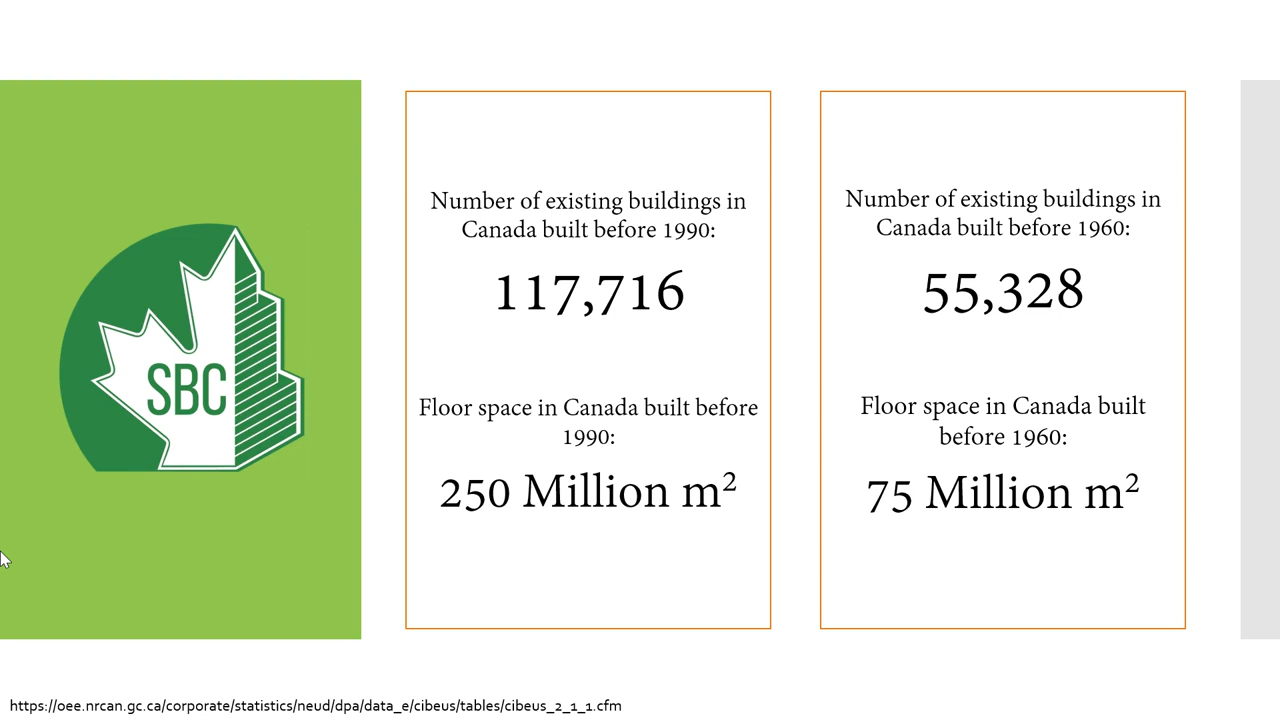 SBC
Number of existing buildings in
Canada built before 1990:
117,716
Floor space in Canada built before
1990:
250 Million m²
Number of existing buildings in
Canada built before 1960:
55,328
Floor space in Canada built
before 1960:
75 Million m²
https://oee.nrcan.gc.ca/corporate/statistics/neud/dpa/data_e/cibeus/tables/cibeus_2_1_1.cfm